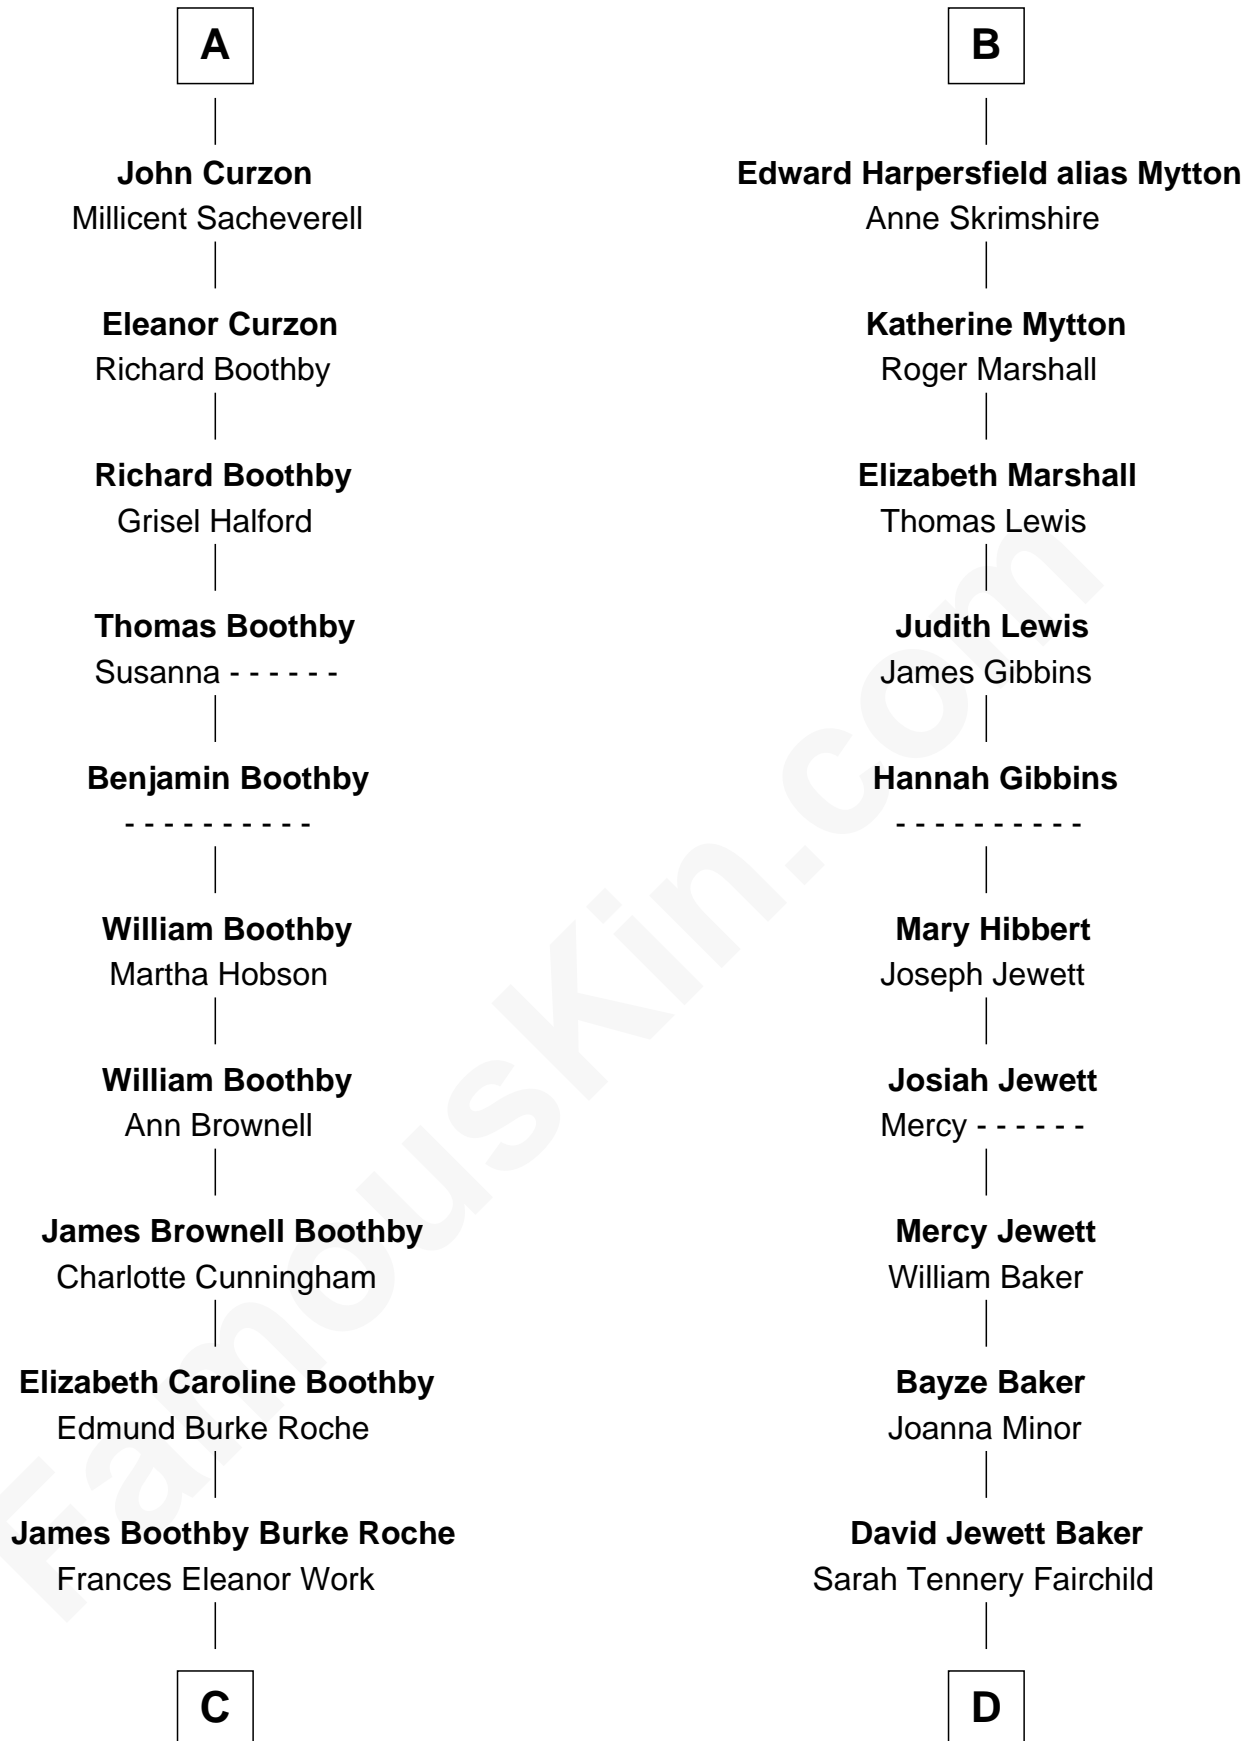 A
John Curzon
Millicent Sacheverell
Eleanor Curzon
Richard Boothby
Richard Boothby
Grisel Halford
Thomas Boothby
Susanna - - - - - -
Benjamin Boothby
- - - - - - - - - -
William Boothby
Martha Hobson
William Boothby
Ann Brownell
James Brownell Boothby
Charlotte Cunningham
Elizabeth Caroline Boothby
Edmund Burke Roche
James Boothby Burke Roche
Frances Eleanor Work
C
B
Edward Harpersfield alias Mytton
Anne Skrimshire
Katherine Mytton
Roger Marshall
Elizabeth Marshall
Thomas Lewis
Judith Lewis
James Gibbins
Hannah Gibbins
- - - - - - - - - -
Mary Hibbert
Joseph Jewett
Josiah Jewett
Mercy - - - - - -
Mercy Jewett
William Baker
Bayze Baker
Joanna Minor
David Jewett Baker
Sarah Tennery Fairchild
D
FamousKin.com